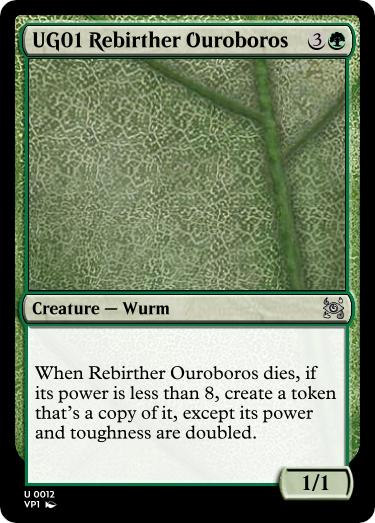 UG01 Rebirther Ouroboros 3
Creature — Wurm
When Rebirther Ouroboros dies, if
its power is less than 8, create a token
that's a copy of it, except its power
and toughness are doubled.
1/1
U 0012
VP1